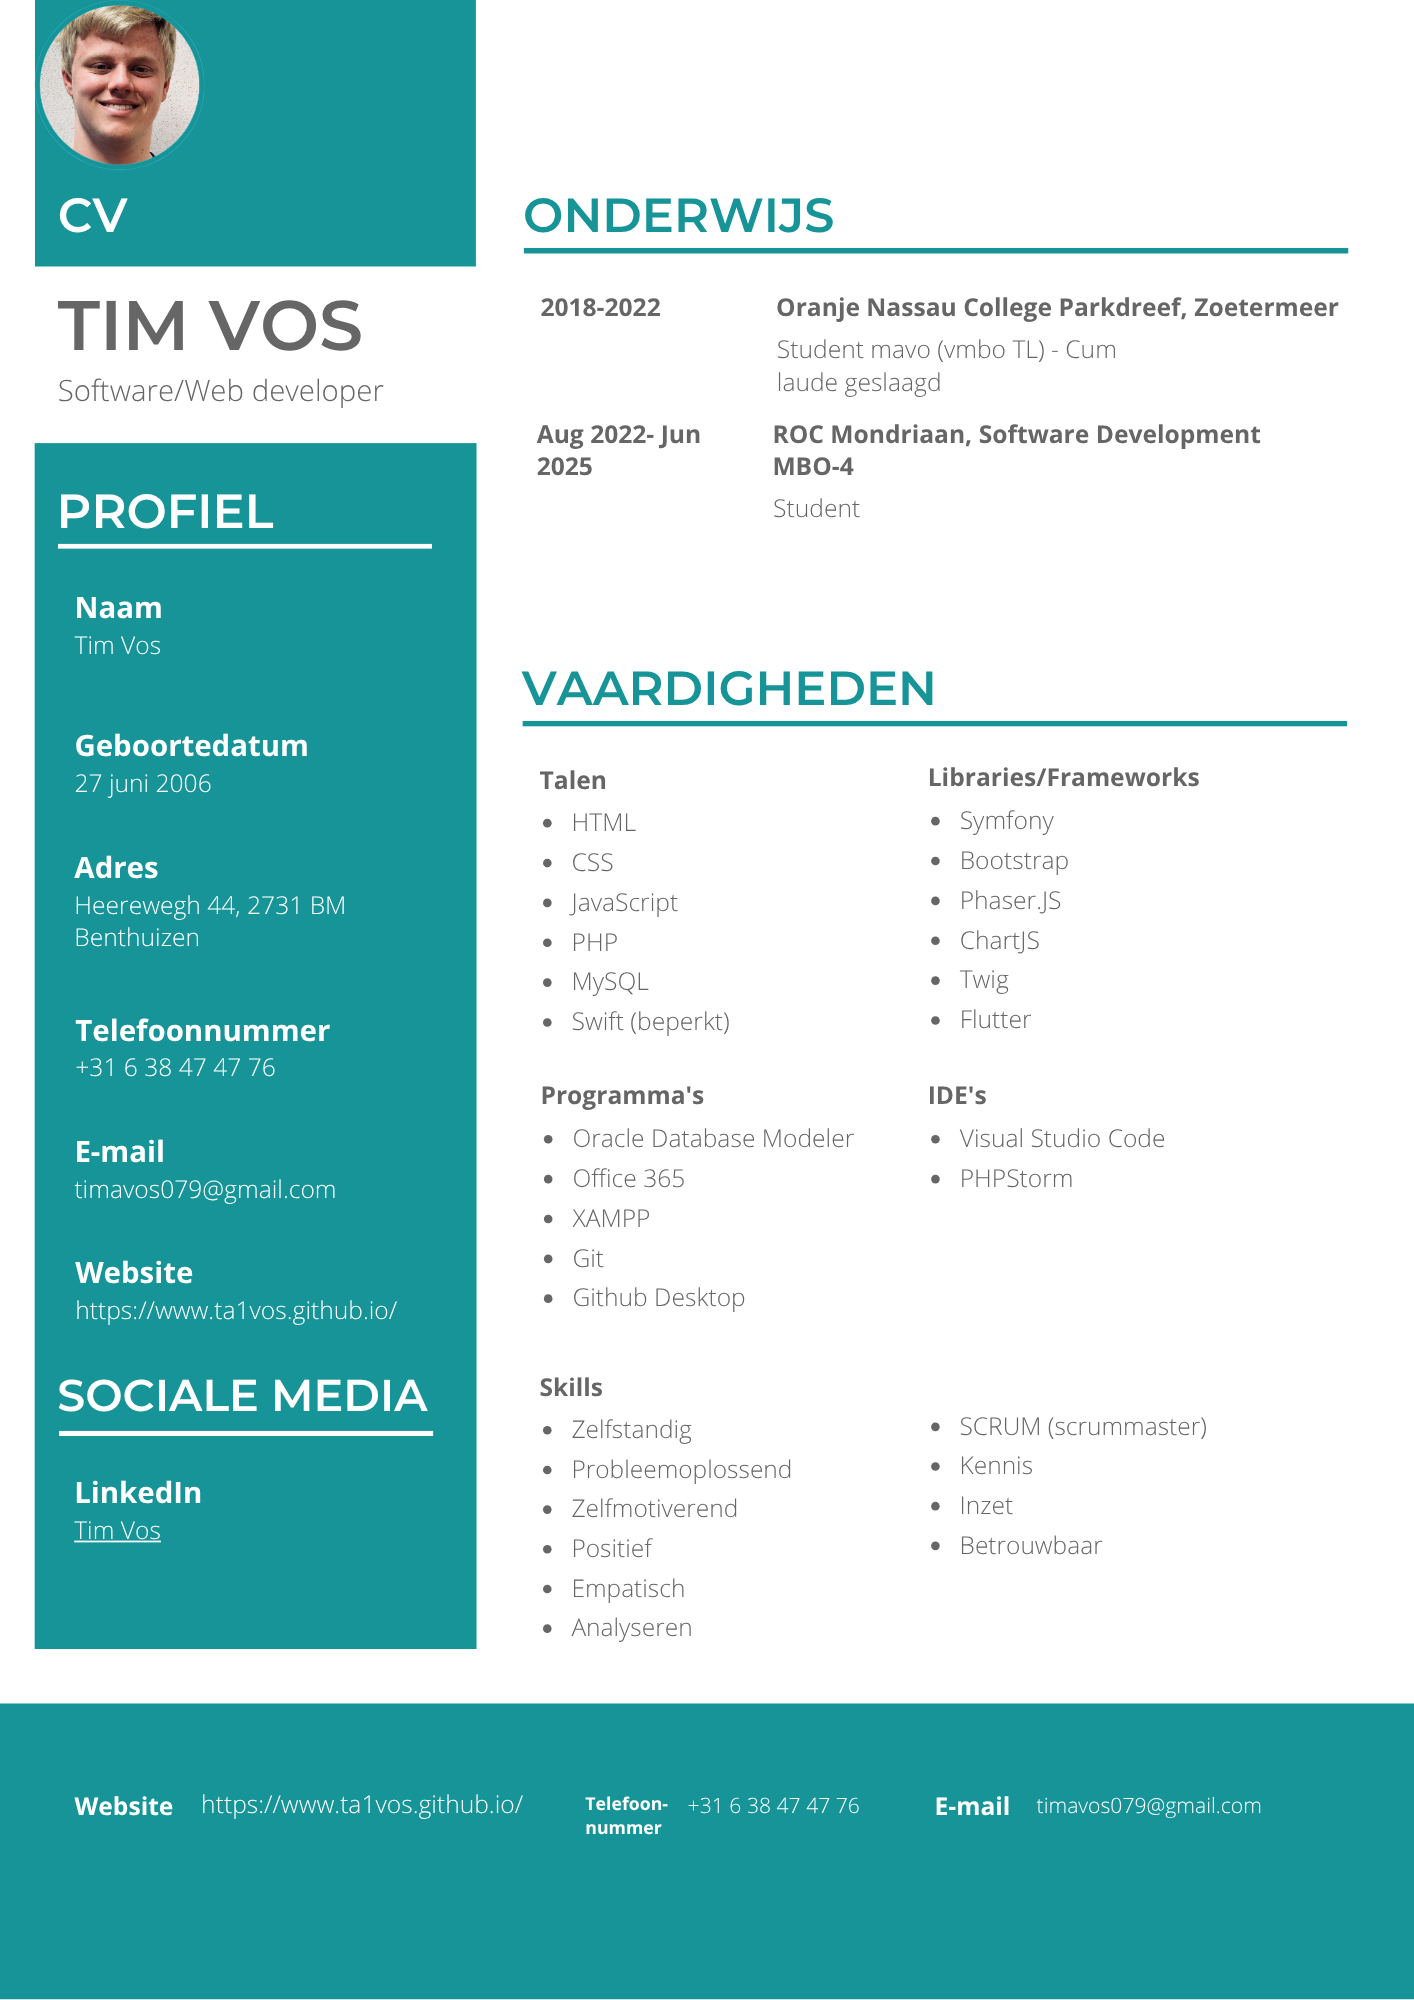 CV
TIM VOS
Software/Web developer
PROFIEL
Naam
Tim Vos
Geboortedatum
27 juni 2006
Adres
Heerewegh 44, 2731 BM
Benthuizen
Telefoonnummer
+31 6 38 47 47 76
E-mail
timavos079@gmail.com
Website
https://www.ta1vos.github.io/
SOCIALE MEDIA
LinkedIn
Tim Vos
ONDERWIJS
2018-2022
Oranje Nassau College Parkdreef, Zoetermeer
Student mavo (vmbo TL) - Cum
laude geslaagd
Aug 2022- Jun
2025
ROC Mondriaan, Software Development
MBO-4
Student
VAARDIGHEDEN
Talen
• HTML
• CSS
• JavaScript
• PHP
• MySQL
• Swift (beperkt)
Libraries/Frameworks
• Symfony
• Bootstrap
• Phaser.JS
• ChartJS
• Twig
• Flutter
Programma's
• Oracle Database Modeler
• Office 365
• XAMPP
• Git
• Github Desktop
IDE's
• Visual Studio Code
• PHPStorm
Skills
• Zelfstandig
• Probleemoplossend
• Zelfmotiverend
• Positief
• Empatisch
• Analyseren
• SCRUM (scrummaster)
• Kennis
• Inzet
• Betrouwbaar
Website https://www.ta1vos.github.io/
Telefoon-
nummer
+31 6 38 47 47 76
E-mail timavos079@gmail.com